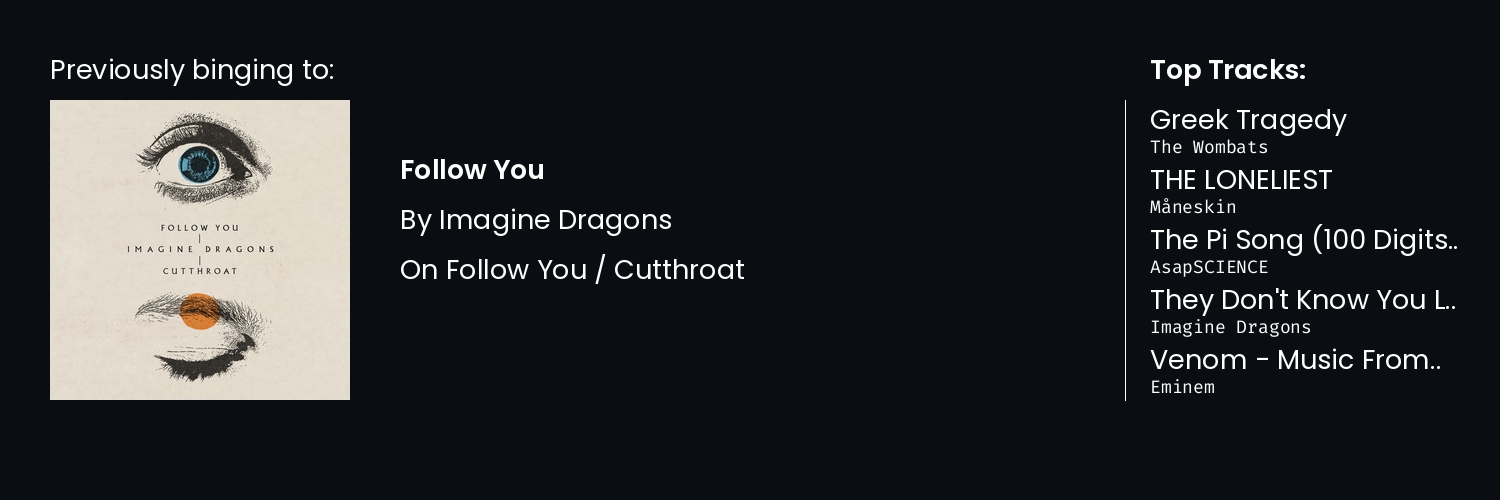 Previously binging to:
FOLLOW YOU
IMAGINE DRAGONS
CUTTHROAT
Follow You
By Imagine Dragons
On Follow You / Cutthroat
Top Tracks:
Greek Tragedy
The Wombats
THE LONELIEST
Måneskin
The Pi Song (100 Digits..
AsapSCIENCE
They Don't Know You L..
Imagine Dragons
Venom - Music From..
Eminem